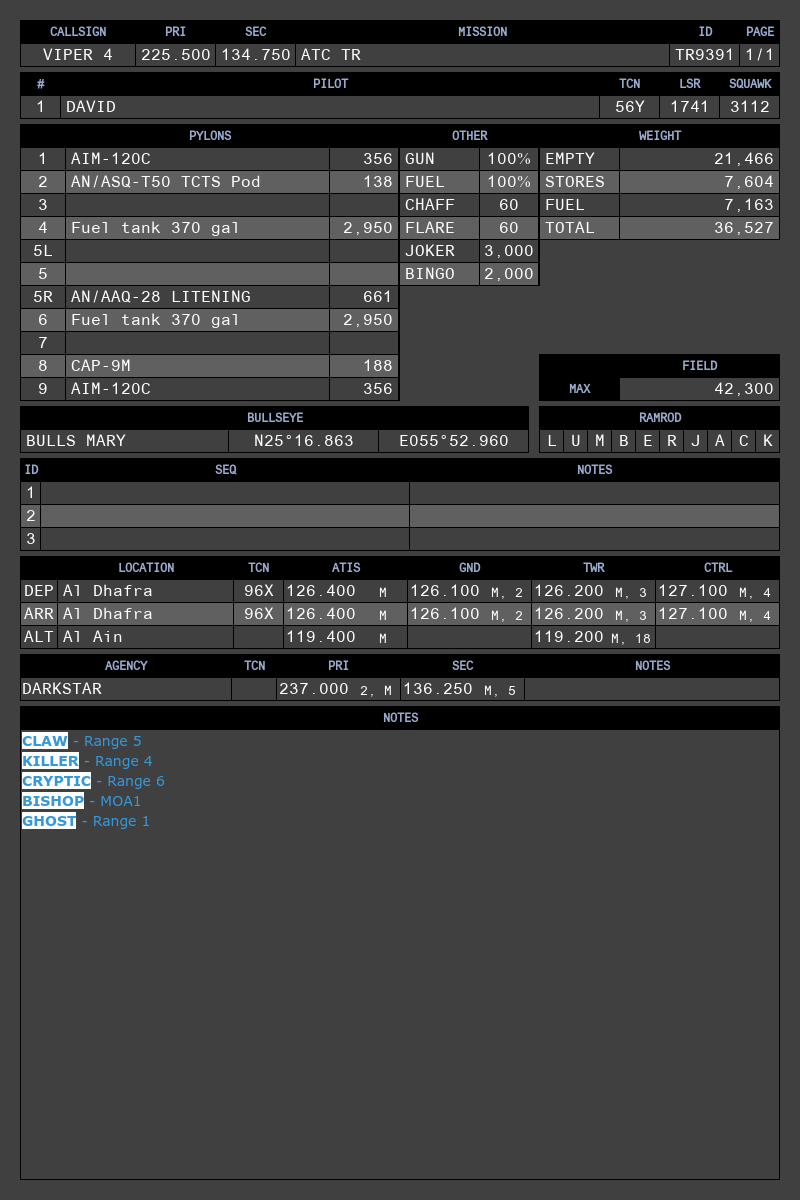 CALLSIGN PRI SEC MISSION ID PAGE
VIPER 4 225.500 134.750 ATC TR TR9391 1/1
# PILOT TCN LSR SQUAWK
1 DAVID 56Y 1741 3112
PYLONS OTHER WEIGHT
1 AIM-120C 356 GUN 100% EMPTY 21,466
2 AN/ASQ-T50 TCTS Pod 138 FUEL 100% STORES 7,604
3 CHAFF 60 FUEL 7,163
4 Fuel tank 370 gal 2,950 FLARE 60 TOTAL 36,527
5L JOKER 3,000
5 BINGO 2,000
5R AN/AAQ-28 LITENING 661
6 Fuel tank 370 gal 2,950
7
8 CAP-9M 188 FIELD
9 AIM-120C 356 MAX 42,300
BULLSEYE RAMROD
BULLS MARY N25°16.863 E055°52.960 L U M B E R J A C K
ID SEQ NOTES
1
2
3
LOCATION TCN ATIS GND TWR CTRL
DEP Al Dhafra 96X 126.400 M 126.100 M, 2 126.200 M, 3 127.100 M, 4
ARR Al Dhafra 96X 126.400 M 126.100 M, 2 126.200 M, 3 127.100 M, 4
ALT Al Ain 119.400 M 119.200 M, 18
AGENCY TCN PRI SEC NOTES
DARKSTAR 237.000 2, M 136.250 M, 5
NOTES
CLAW - Range 5
KILLER - Range 4
CRYPTIC - Range 6
BISHOP - MOA1
GHOST - Range 1